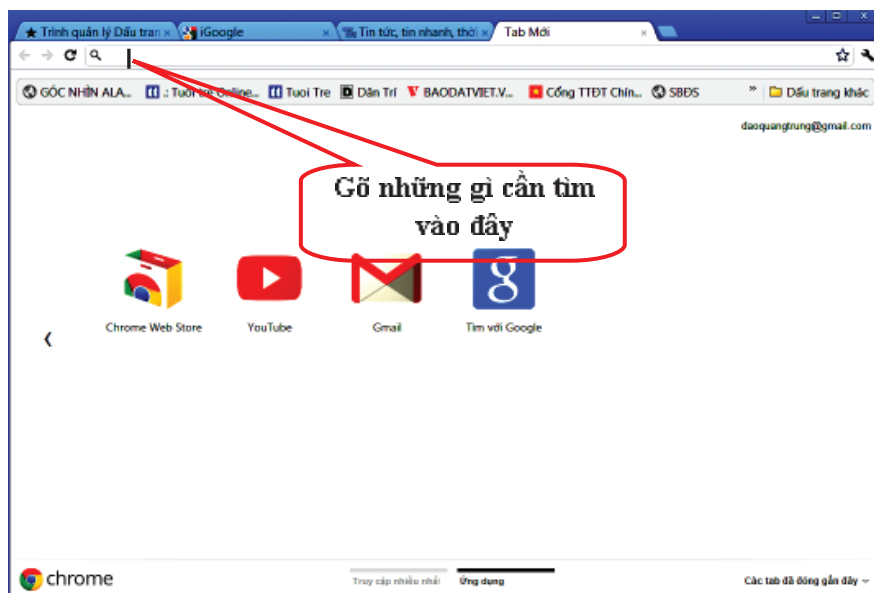 Trình quản lý Dấu tran iGoogle Tin tức, tin nhanh, thời Tab Mới
GÓC NHÌN ALA... .: Tuổi trẻ Online... Tuoi Tre Dân Trí BAODATVIET.V... Cổng TTĐT Chín... SBĐS » Dấu trang khác
daoquangtrung@gmail.com
Gõ những gì cần tìm
vào đây
Chrome Web Store YouTube Gmail Tìm với Google
chrome Truy cập nhiều nhất Ứng dụng Các tab đã đóng gần đây